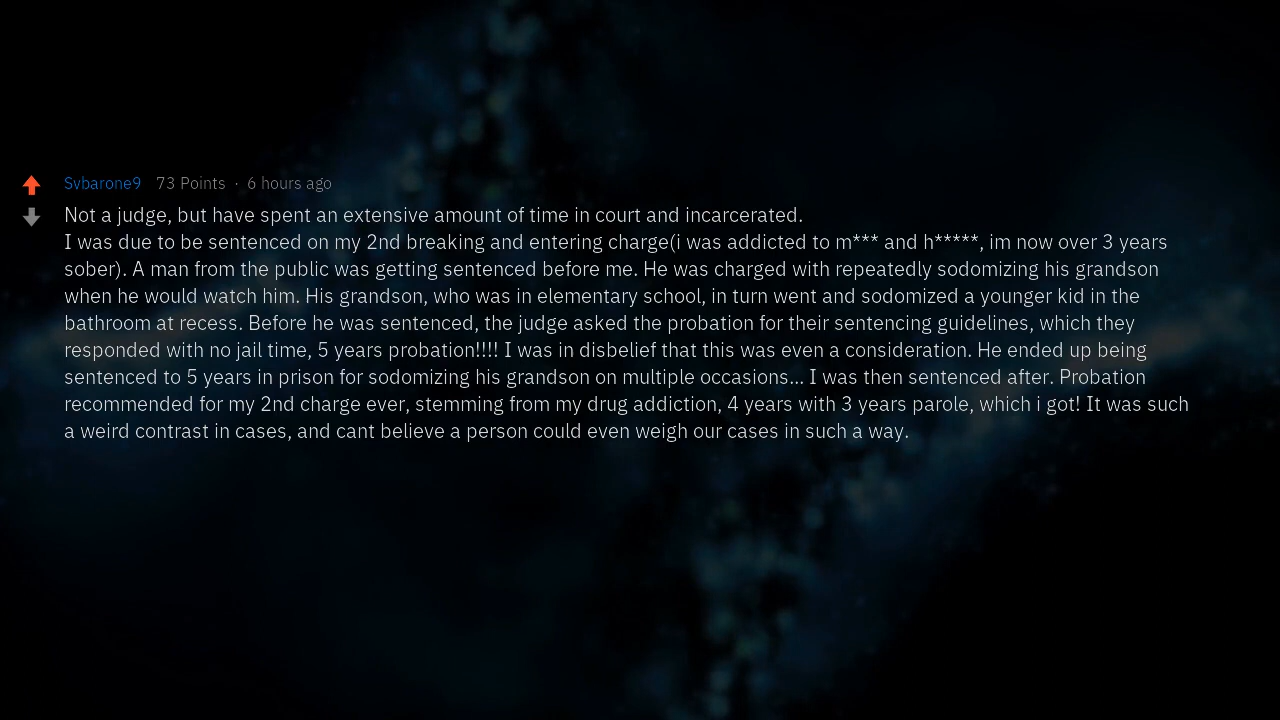 Svbarone9 73 Points · 6 hours ago
Not a judge, but have spent an extensive amount of time in court and incarcerated.
I was due to be sentenced on my 2nd breaking and entering charge(i was addicted to m*** and h*****, im now over 3 years
sober). A man from the public was getting sentenced before me. He was charged with repeatedly sodomizing his grandson
when he would watch him. His grandson, who was in elementary school, in turn went and sodomized a younger kid in the
bathroom at recess. Before he was sentenced, the judge asked the probation for their sentencing guidelines, which they
responded with no jail time, 5 years probation!!!! I was in disbelief that this was even a consideration. He ended up being
sentenced to 5 years in prison for sodomizing his grandson on multiple occasions... I was then sentenced after. Probation
recommended for my 2nd charge ever, stemming from my drug addiction, 4 years with 3 years parole, which i got! It was such
a weird contrast in cases, and cant believe a person could even weigh our cases in such a way.